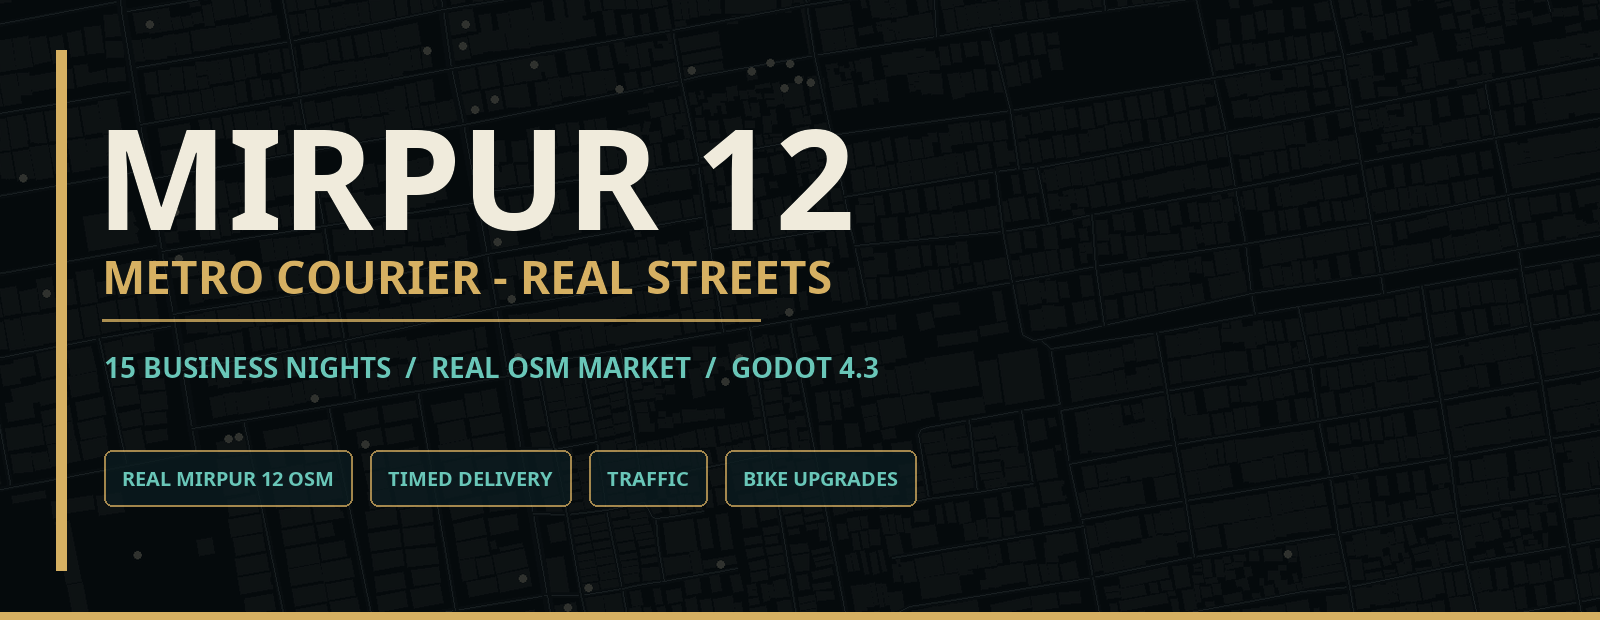 MIRPUR 12
METRO COURIER - REAL STREETS
15 BUSINESS NIGHTS / REAL OSM MARKET / GODOT 4.3
REAL MIRPUR 12 OSM
TIMED DELIVERY
TRAFFIC
BIKE UPGRADES